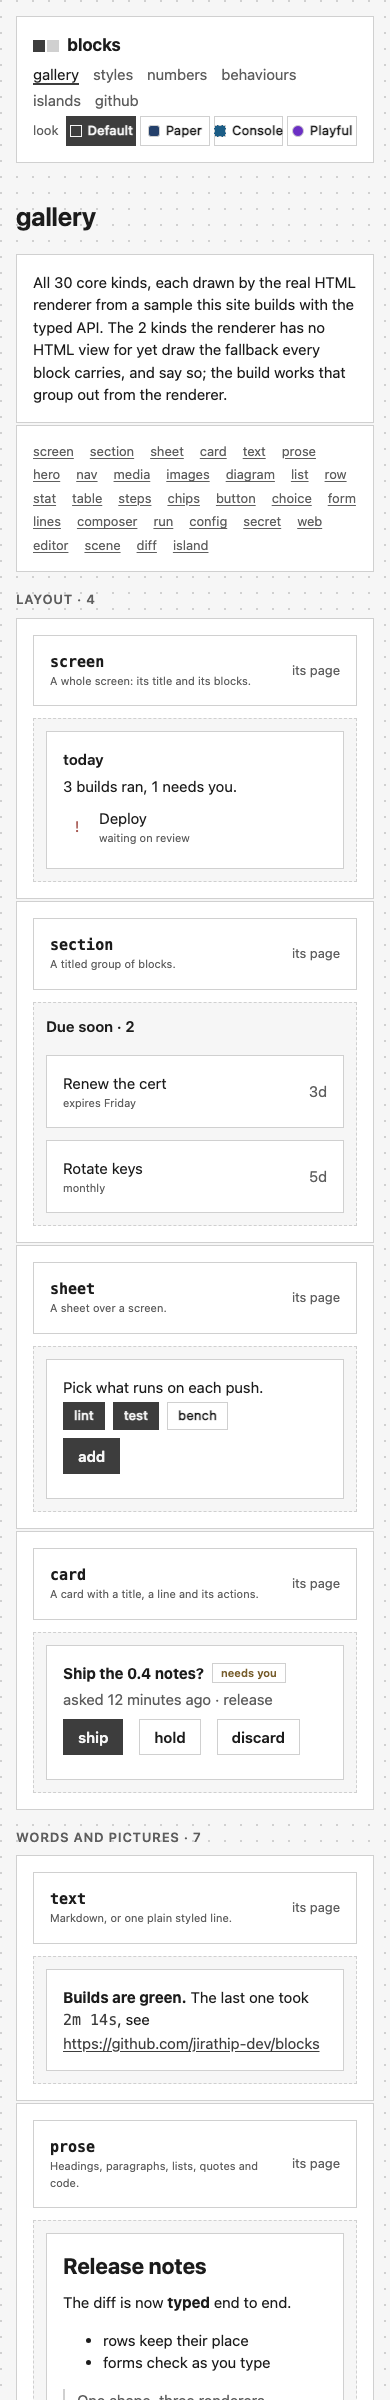 blocks
gallery styles numbers behaviours
islands github
look Default Paper Console Playful
gallery
All 30 core kinds, each drawn by the real HTML
renderer from a sample this site builds with the
typed API. The 2 kinds the renderer has no
HTML view for yet draw the fallback every
block carries, and say so; the build works that
group out from the renderer.
screen section sheet card text prose
hero nav media images diagram list row
stat table steps chips button choice form
lines composer run config secret web
editor scene diff island
LAYOUT · 4
screen
its page
A whole screen: its title and its blocks.
today
3 builds ran, 1 needs you.
! Deploy
waiting on review
section
its page
A titled group of blocks.
Due soon · 2
Renew the cert
3d
expires Friday
Rotate keys
5d
monthly
sheet
its page
A sheet over a screen.
Pick what runs on each push.
lint test bench
add
card
its page
A card with a title, a line and its actions.
Ship the 0.4 notes? needs you
asked 12 minutes ago · release
ship hold discard
WORDS AND PICTURES · 7
text
its page
Markdown, or one plain styled line.
Builds are green. The last one took
2m 14s, see
https://github.com/jirathip-dev/blocks
prose
its page
Headings, paragraphs, lists, quotes and
code.
Release notes
The diff is now typed end to end.
• rows keep their place
• forms check as you type
One shape, three renderers